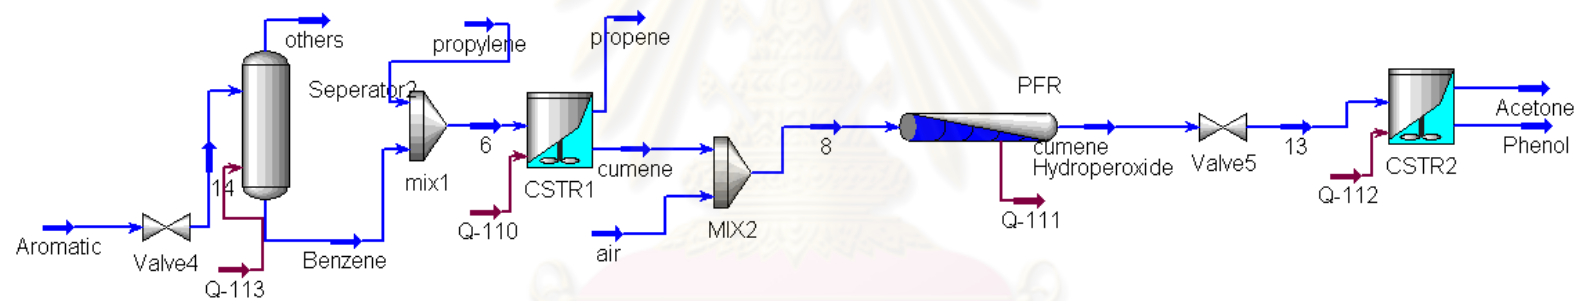 others
propylene
propene
Seperator2
PFR
Acetone
Phenol
6
8
13
14
mix1
CSTR1
cumene
cumene
Hydroperoxide
Valve5
CSTR2
Q-110
Q-111
Q-112
MIX2
air
Aromatic
Valve4
Benzene
Q-113